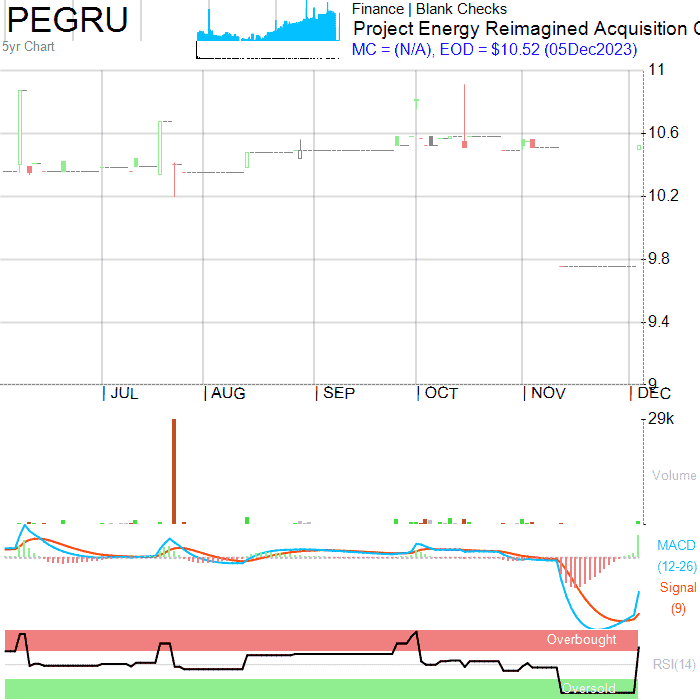 PEGRU
5yr Chart
Finance | Blank Checks
Project Energy Reimagined Acquisition C
MC = (N/A), EOD = $10.52 (05Dec2023)
11
10.6
10.2
9.8
9.4
9
JUL AUG SEP OCT NOV DEC
29k
Volume
MACD
(12-26)
Signal
(9)
Overbought
RSI(14)
Oversold